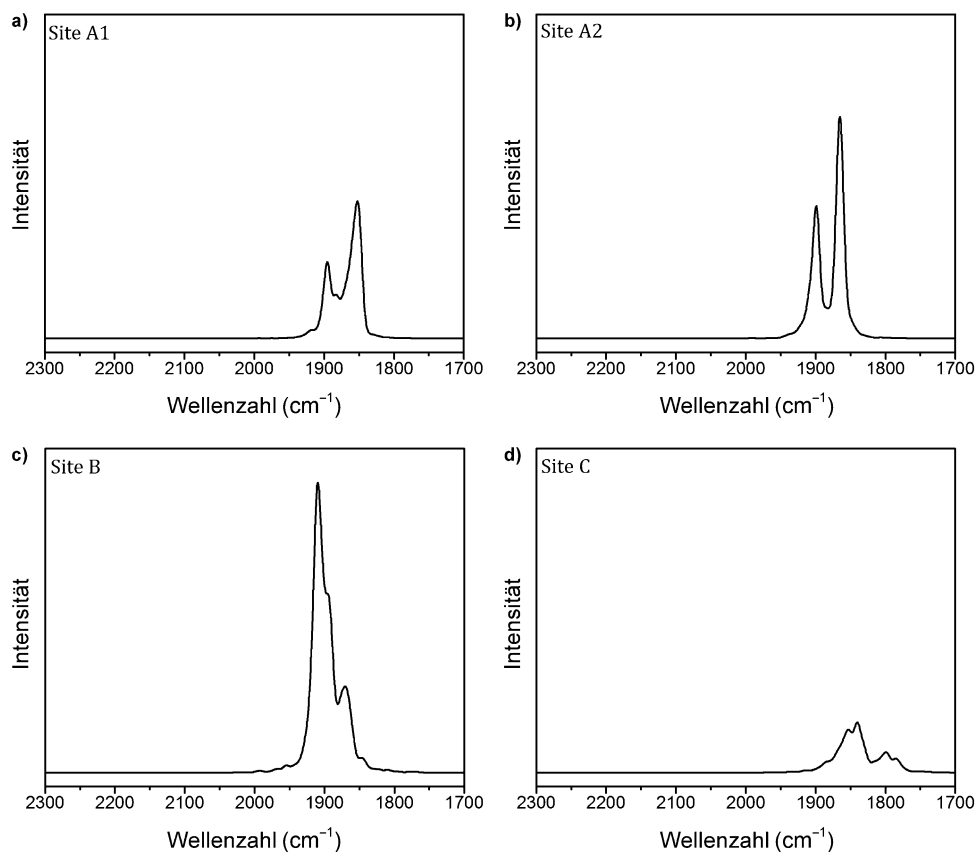 a)
Site A1
Intensität
2300 2200 2100 2000 1900 1800 1700
Wellenzahl (cm⁻¹)
b)
Site A2
Intensität
2300 2200 2100 2000 1900 1800 1700
Wellenzahl (cm⁻¹)
c)
Site B
Intensität
2300 2200 2100 2000 1900 1800 1700
Wellenzahl (cm⁻¹)
d)
Site C
Intensität
2300 2200 2100 2000 1900 1800 1700
Wellenzahl (cm⁻¹)